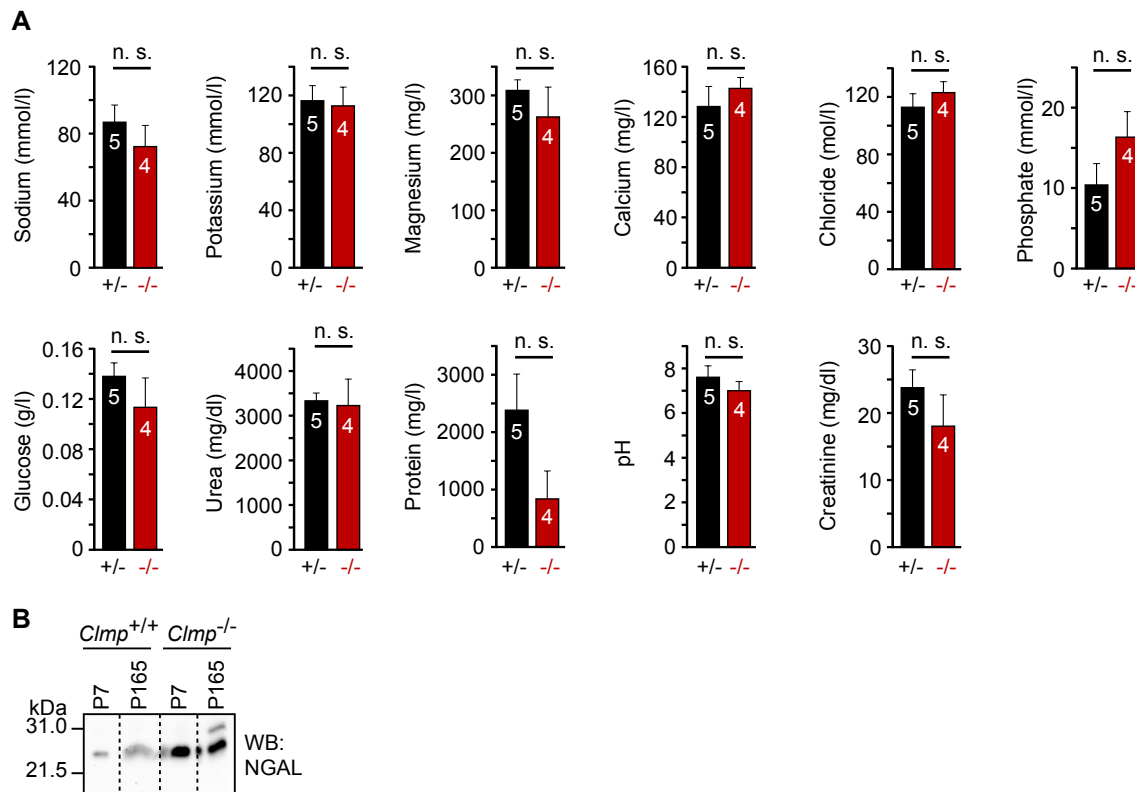 A
n. s.
Sodium (mmol/l)
120
80
40
0
5
4
+/- -/-
n. s.
Potassium (mmol/l)
120
80
40
0
5
4
+/- -/-
n. s.
Magnesium (mg/l)
300
200
100
0
5
4
+/- -/-
n. s.
Calcium (mg/l)
160
120
80
40
0
5
4
+/- -/-
n. s.
Chloride (mol/l)
120
80
40
0
5
4
+/- -/-
n. s.
Phosphate (mmol/l)
20
10
0
5
4
+/- -/-
n. s.
Glucose (g/l)
0.16
0.12
0.08
0.04
0
5
4
+/- -/-
n. s.
Urea (mg/dl)
4000
3000
2000
1000
0
5
4
+/- -/-
n. s.
Protein (mg/l)
3000
2000
1000
0
5
4
+/- -/-
n. s.
pH
8
6
4
2
0
5
4
+/- -/-
n. s.
Creatinine (mg/dl)
30
20
10
0
5
4
+/- -/-
B
Clmp+/+ Clmp-/-
P7 P165 P7 P165
kDa
31.0
21.5
WB:
NGAL